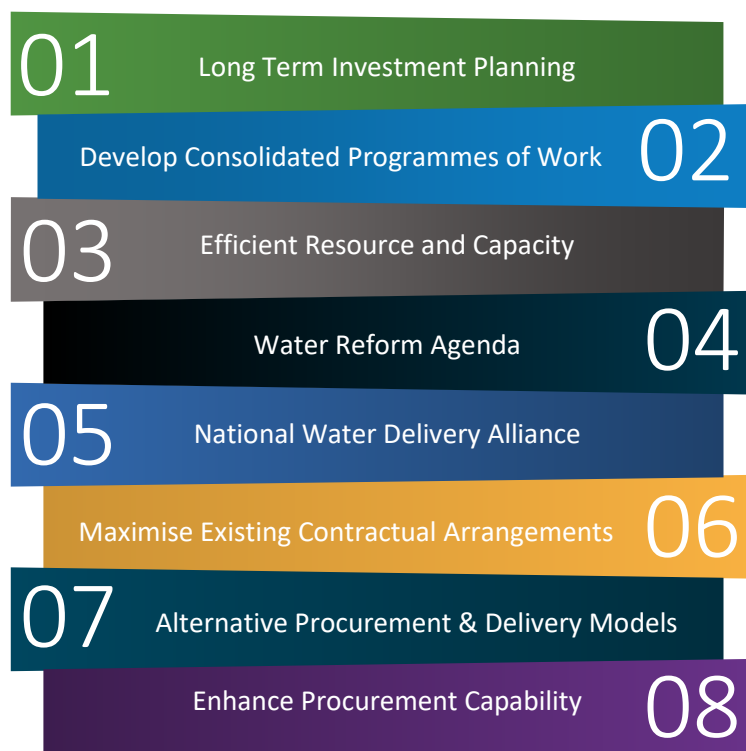 01 Long Term Investment Planning
Develop Consolidated Programmes of Work 02
03 Efficient Resource and Capacity
Water Reform Agenda 04
05 National Water Delivery Alliance
Maximise Existing Contractual Arrangements 06
07 Alternative Procurement & Delivery Models
Enhance Procurement Capability 08